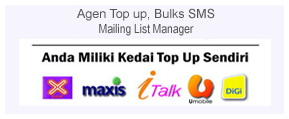 Agen Top up, Bulks SMS
Mailing List Manager
Anda Miliki Kedai Top Up Sendiri
X maxis iTalk Umobile DiGi